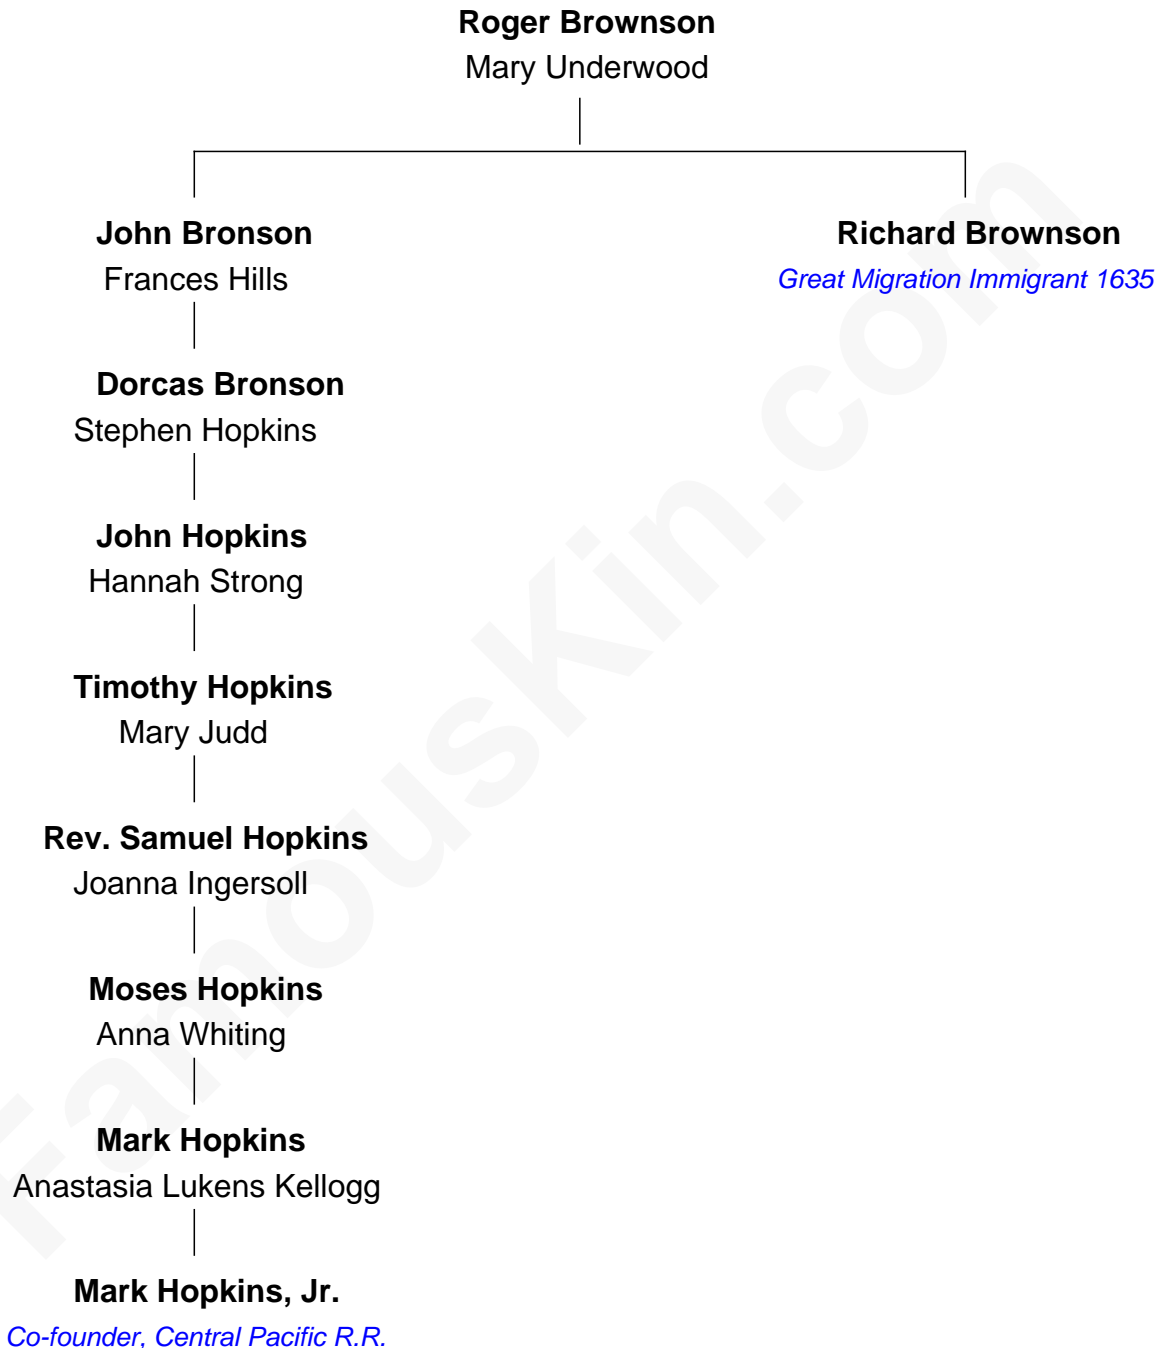 Roger Brownson
Mary Underwood
John Bronson
Frances Hills
Richard Brownson
Great Migration Immigrant 1635
Dorcas Bronson
Stephen Hopkins
John Hopkins
Hannah Strong
Timothy Hopkins
Mary Judd
Rev. Samuel Hopkins
Joanna Ingersoll
Moses Hopkins
Anna Whiting
Mark Hopkins
Anastasia Lukens Kellogg
Mark Hopkins, Jr.
Co-founder, Central Pacific R.R.
FamousKin.com